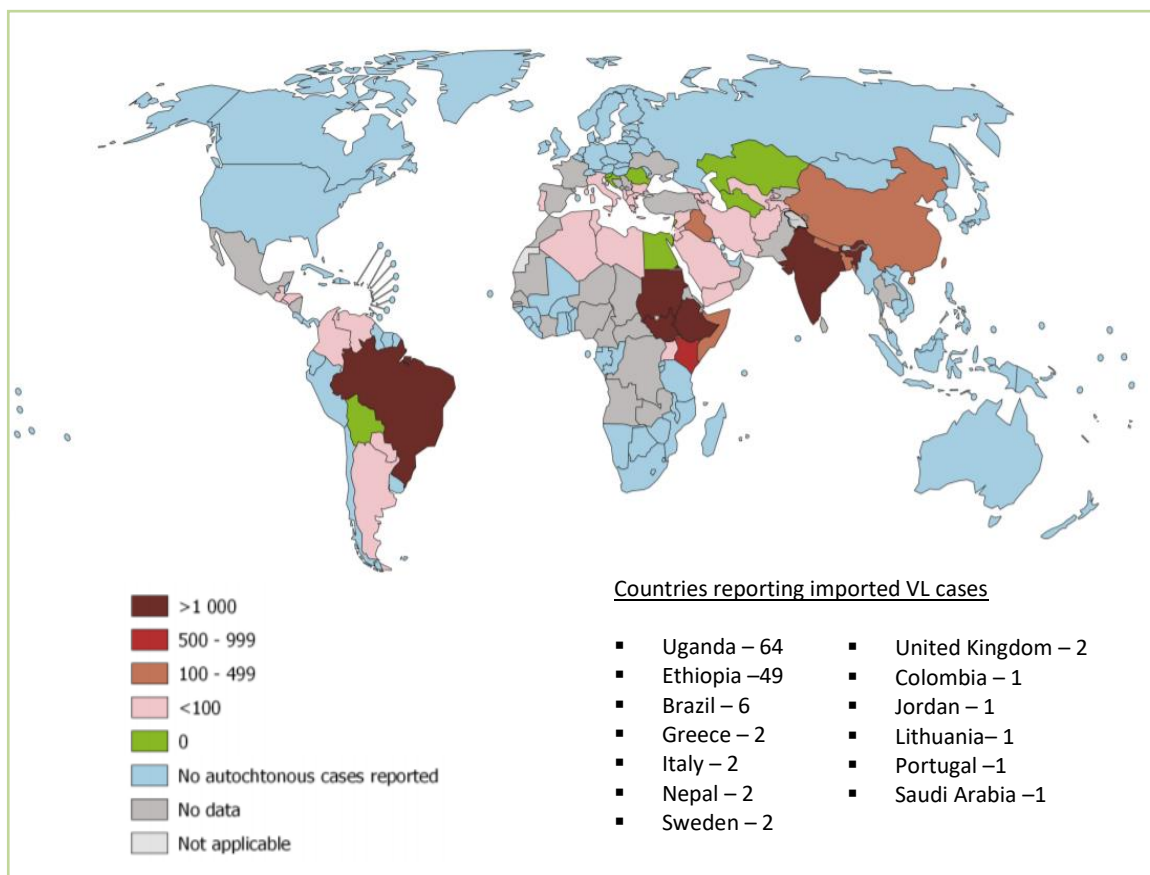 >1 000
500 - 999
100 - 499
<100
0
No autochtonous cases reported
No data
Not applicable
Countries reporting imported VL cases
▪ Uganda – 64
▪ Ethiopia –49
▪ Brazil – 6
▪ Greece – 2
▪ Italy – 2
▪ Nepal – 2
▪ Sweden – 2
▪ United Kingdom – 2
▪ Colombia – 1
▪ Jordan – 1
▪ Lithuania– 1
▪ Portugal –1
▪ Saudi Arabia –1